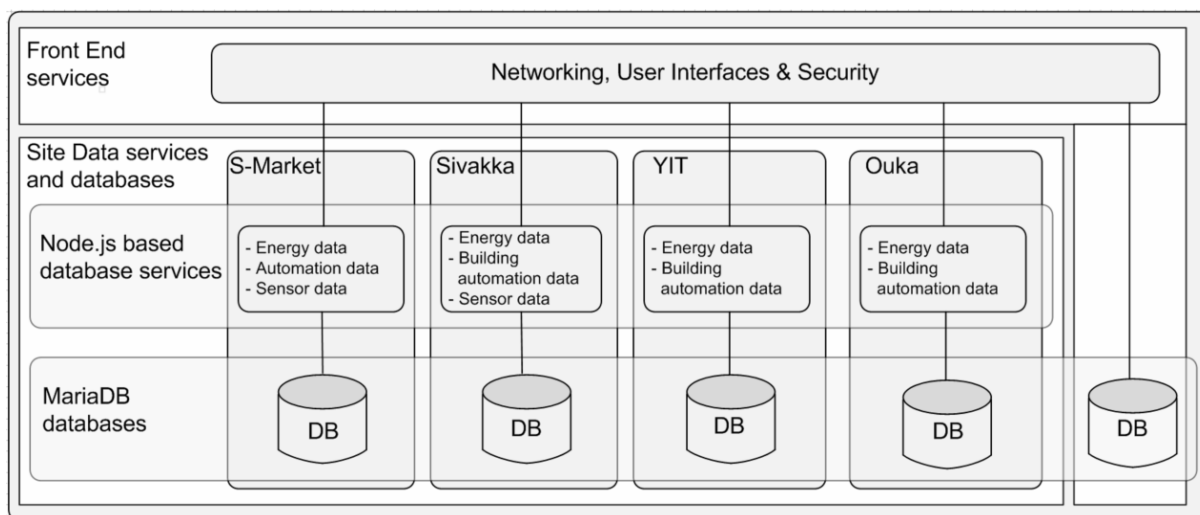 Front End
services
Networking, User Interfaces & Security
Site Data services
and databases
S-Market
Sivakka
YIT
Ouka
Node.js based
database services
- Energy data
- Automation data
- Sensor data
- Energy data
- Building
automation data
- Sensor data
- Energy data
- Building
automation data
- Energy data
- Building
automation data
MariaDB
databases
DB
DB
DB
DB
DB